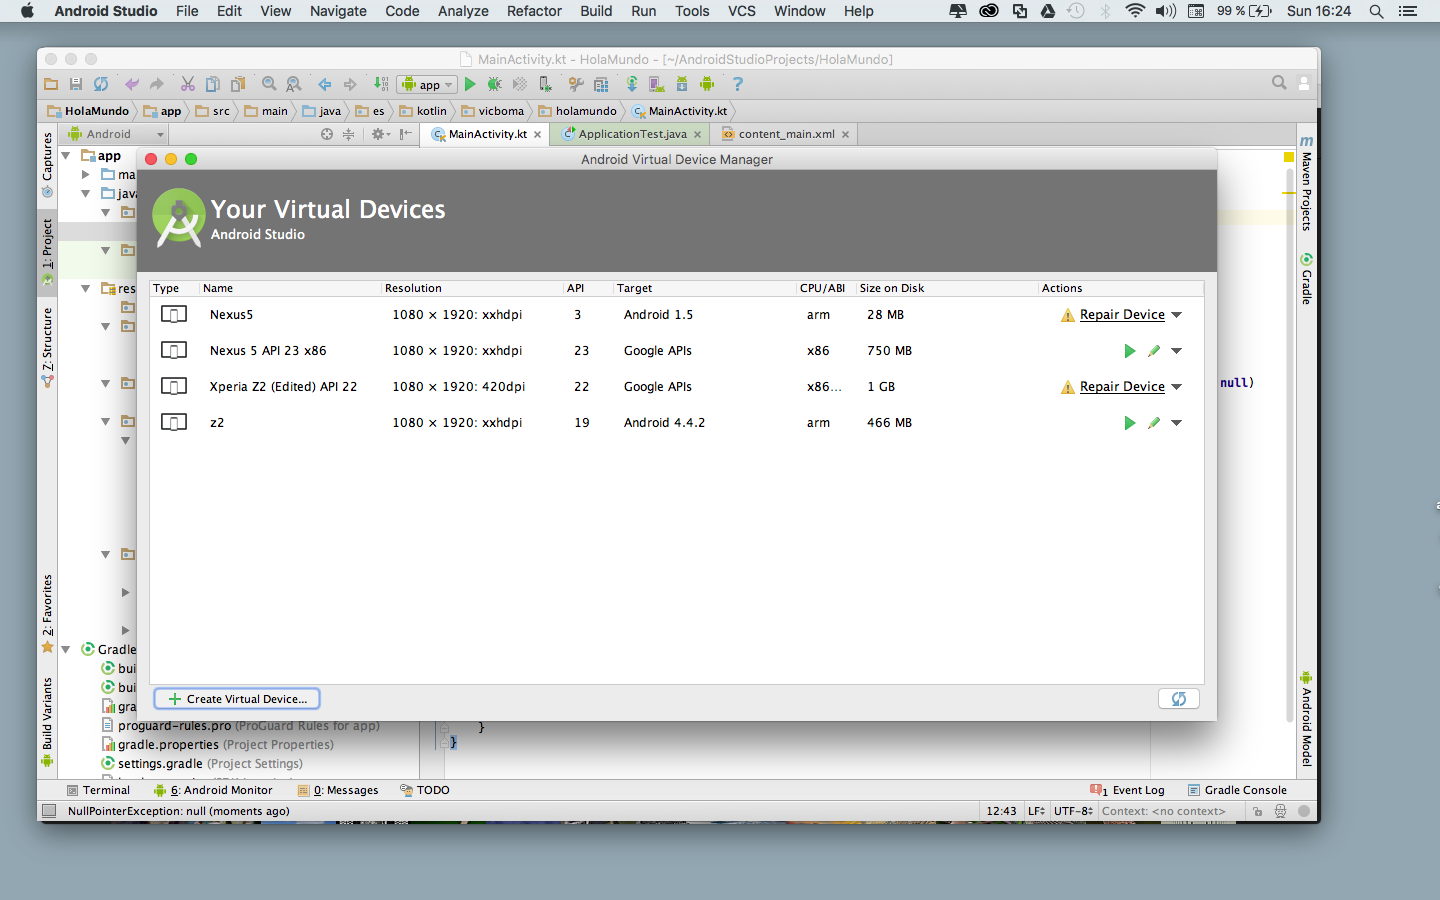 Android Studio File Edit View Navigate Code Analyze Refactor Build Run Tools VCS Window Help 99 % Sun 16:24
MainActivity.kt - HolaMundo - [~/AndroidStudioProjects/HolaMundo]
app
HolaMundo app src main java es kotlin vicboma holamundo MainActivity.kt
Android MainActivity.kt ApplicationTest.java content_main.xml
Captures
1: Project
7: Structure
2: Favorites
Build Variants
app
ma
java
res
Android Virtual Device Manager
Your Virtual Devices
Android Studio
Type Name Resolution API Target CPU/ABI Size on Disk Actions
Nexus5 1080 × 1920: xxhdpi 3 Android 1.5 arm 28 MB Repair Device
Nexus 5 API 23 x86 1080 × 1920: xxhdpi 23 Google APIs x86 750 MB
Xperia Z2 (Edited) API 22 1080 × 1920: 420dpi 22 Google APIs x86... 1 GB Repair Device
z2 1080 × 1920: xxhdpi 19 Android 4.4.2 arm 466 MB
Create Virtual Device...
null)
Maven Projects
Gradle
Android Model
Gradle
bui
bui
gra
proguard-rules.pro (ProGuard Rules for app)
gradle.properties (Project Properties)
settings.gradle (Project Settings)
}
}
Terminal 6: Android Monitor 0: Messages TODO 1 Event Log Gradle Console
NullPointerException: null (moments ago) 12:43 LF UTF-8 Context: <no context>